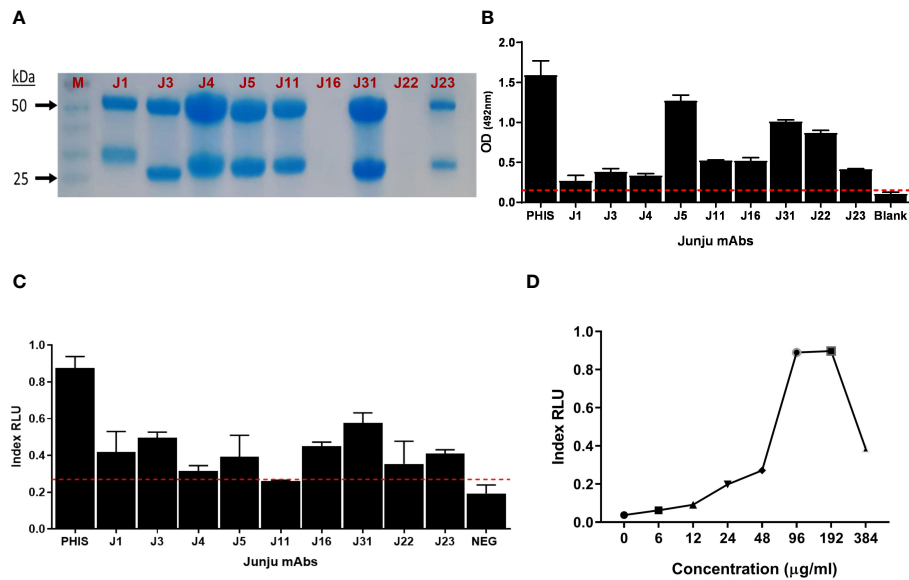 A
kDa
M J1 J3 J4 J5 J11 J16 J31 J22 J23
50
25
B
2.0
1.5
1.0
0.5
0.0
OD (492nm)
PHIS J1 J3 J4 J5 J11 J16 J31 J22 J23 Blank
Junju mAbs
C
1.0
0.8
0.6
0.4
0.2
0.0
Index RLU
PHIS J1 J3 J4 J5 J11 J16 J31 J22 J23 NEG
Junju mAbs
D
1.0
0.8
0.6
0.4
0.2
0.0
Index RLU
0 6 12 24 48 96 192 384
Concentration (μg/ml)